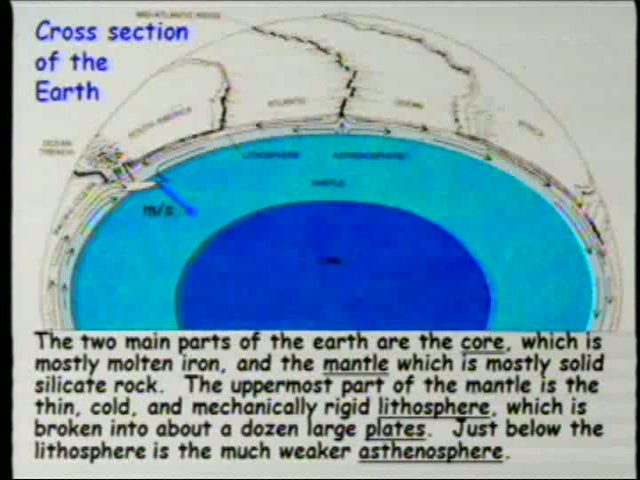 Cross section
of the
Earth
MID-ATLANTIC RIDGE
SOUTH AMERICA
ATLANTIC
OCEAN
AFRICA
OCEAN
TRENCH
LITHOSPHERE
ASTHENOSPHERE
MANTLE
m/s
The two main parts of the earth are the core, which is
mostly molten iron, and the mantle which is mostly solid
silicate rock. The uppermost part of the mantle is the
thin, cold, and mechanically rigid lithosphere, which is
broken into about a dozen large plates. Just below the
lithosphere is the much weaker asthenosphere.